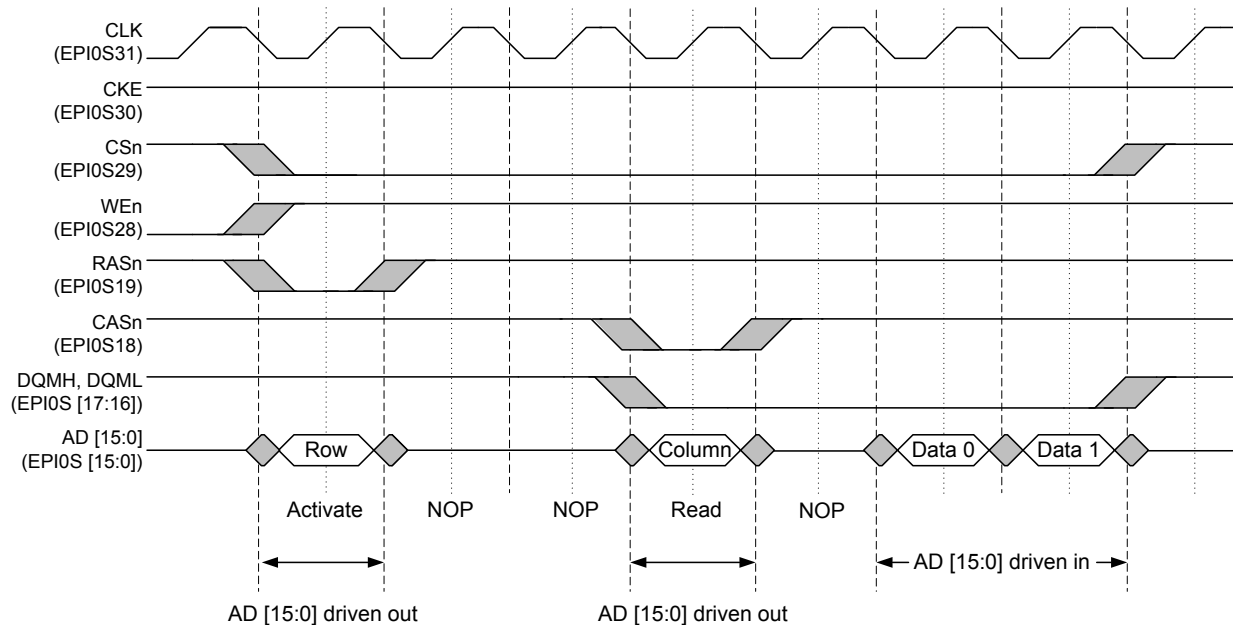 CLK
(EPI0S31)
CKE
(EPI0S30)
CSn
(EPI0S29)
WEn
(EPI0S28)
RASn
(EPI0S19)
CASn
(EPI0S18)
DQMH, DQML
(EPI0S [17:16])
AD [15:0]
(EPI0S [15:0])
Row
Column
Data 0
Data 1
Activate
NOP
NOP
Read
NOP
AD [15:0] driven in
AD [15:0] driven out
AD [15:0] driven out